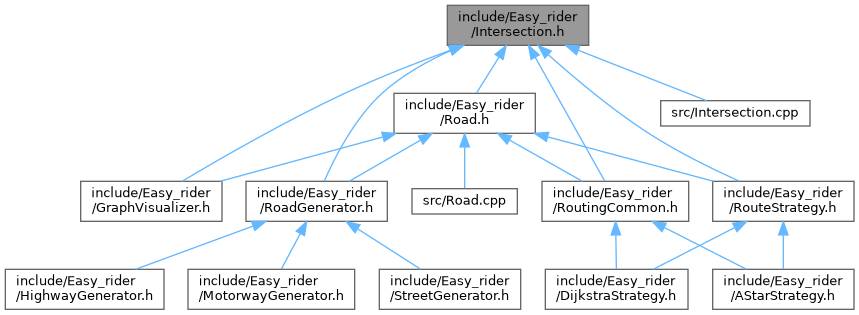 include/Easy_rider
/Intersection.h
include/Easy_rider
/Road.h
src/Intersection.cpp
include/Easy_rider
/GraphVisualizer.h
include/Easy_rider
/RoadGenerator.h
src/Road.cpp
include/Easy_rider
/RoutingCommon.h
include/Easy_rider
/RouteStrategy.h
include/Easy_rider
/HighwayGenerator.h
include/Easy_rider
/MotorwayGenerator.h
include/Easy_rider
/StreetGenerator.h
include/Easy_rider
/DijkstraStrategy.h
include/Easy_rider
/AStarStrategy.h